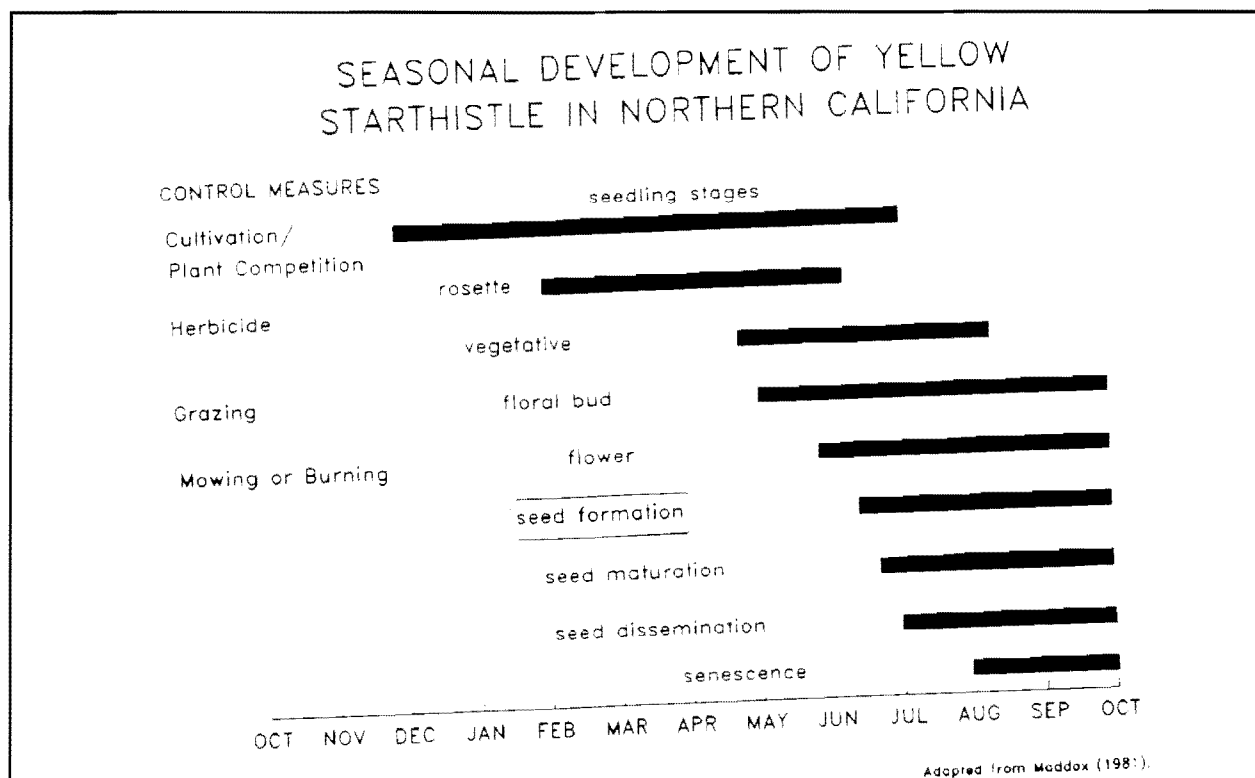 SEASONAL DEVELOPMENT OF YELLOW
STARTHISTLE IN NORTHERN CALIFORNIA
CONTROL MEASURES
seedling stages
Cultivation/
Plant Competition
rosette
Herbicide
vegetative
Grazing
floral bud
flower
Mowing or Burning
seed formation
seed maturation
seed dissemination
senescence
OCT NOV DEC JAN FEB MAR APR MAY JUN JUL AUG SEP OCT
Adapted from Maddox (1981).